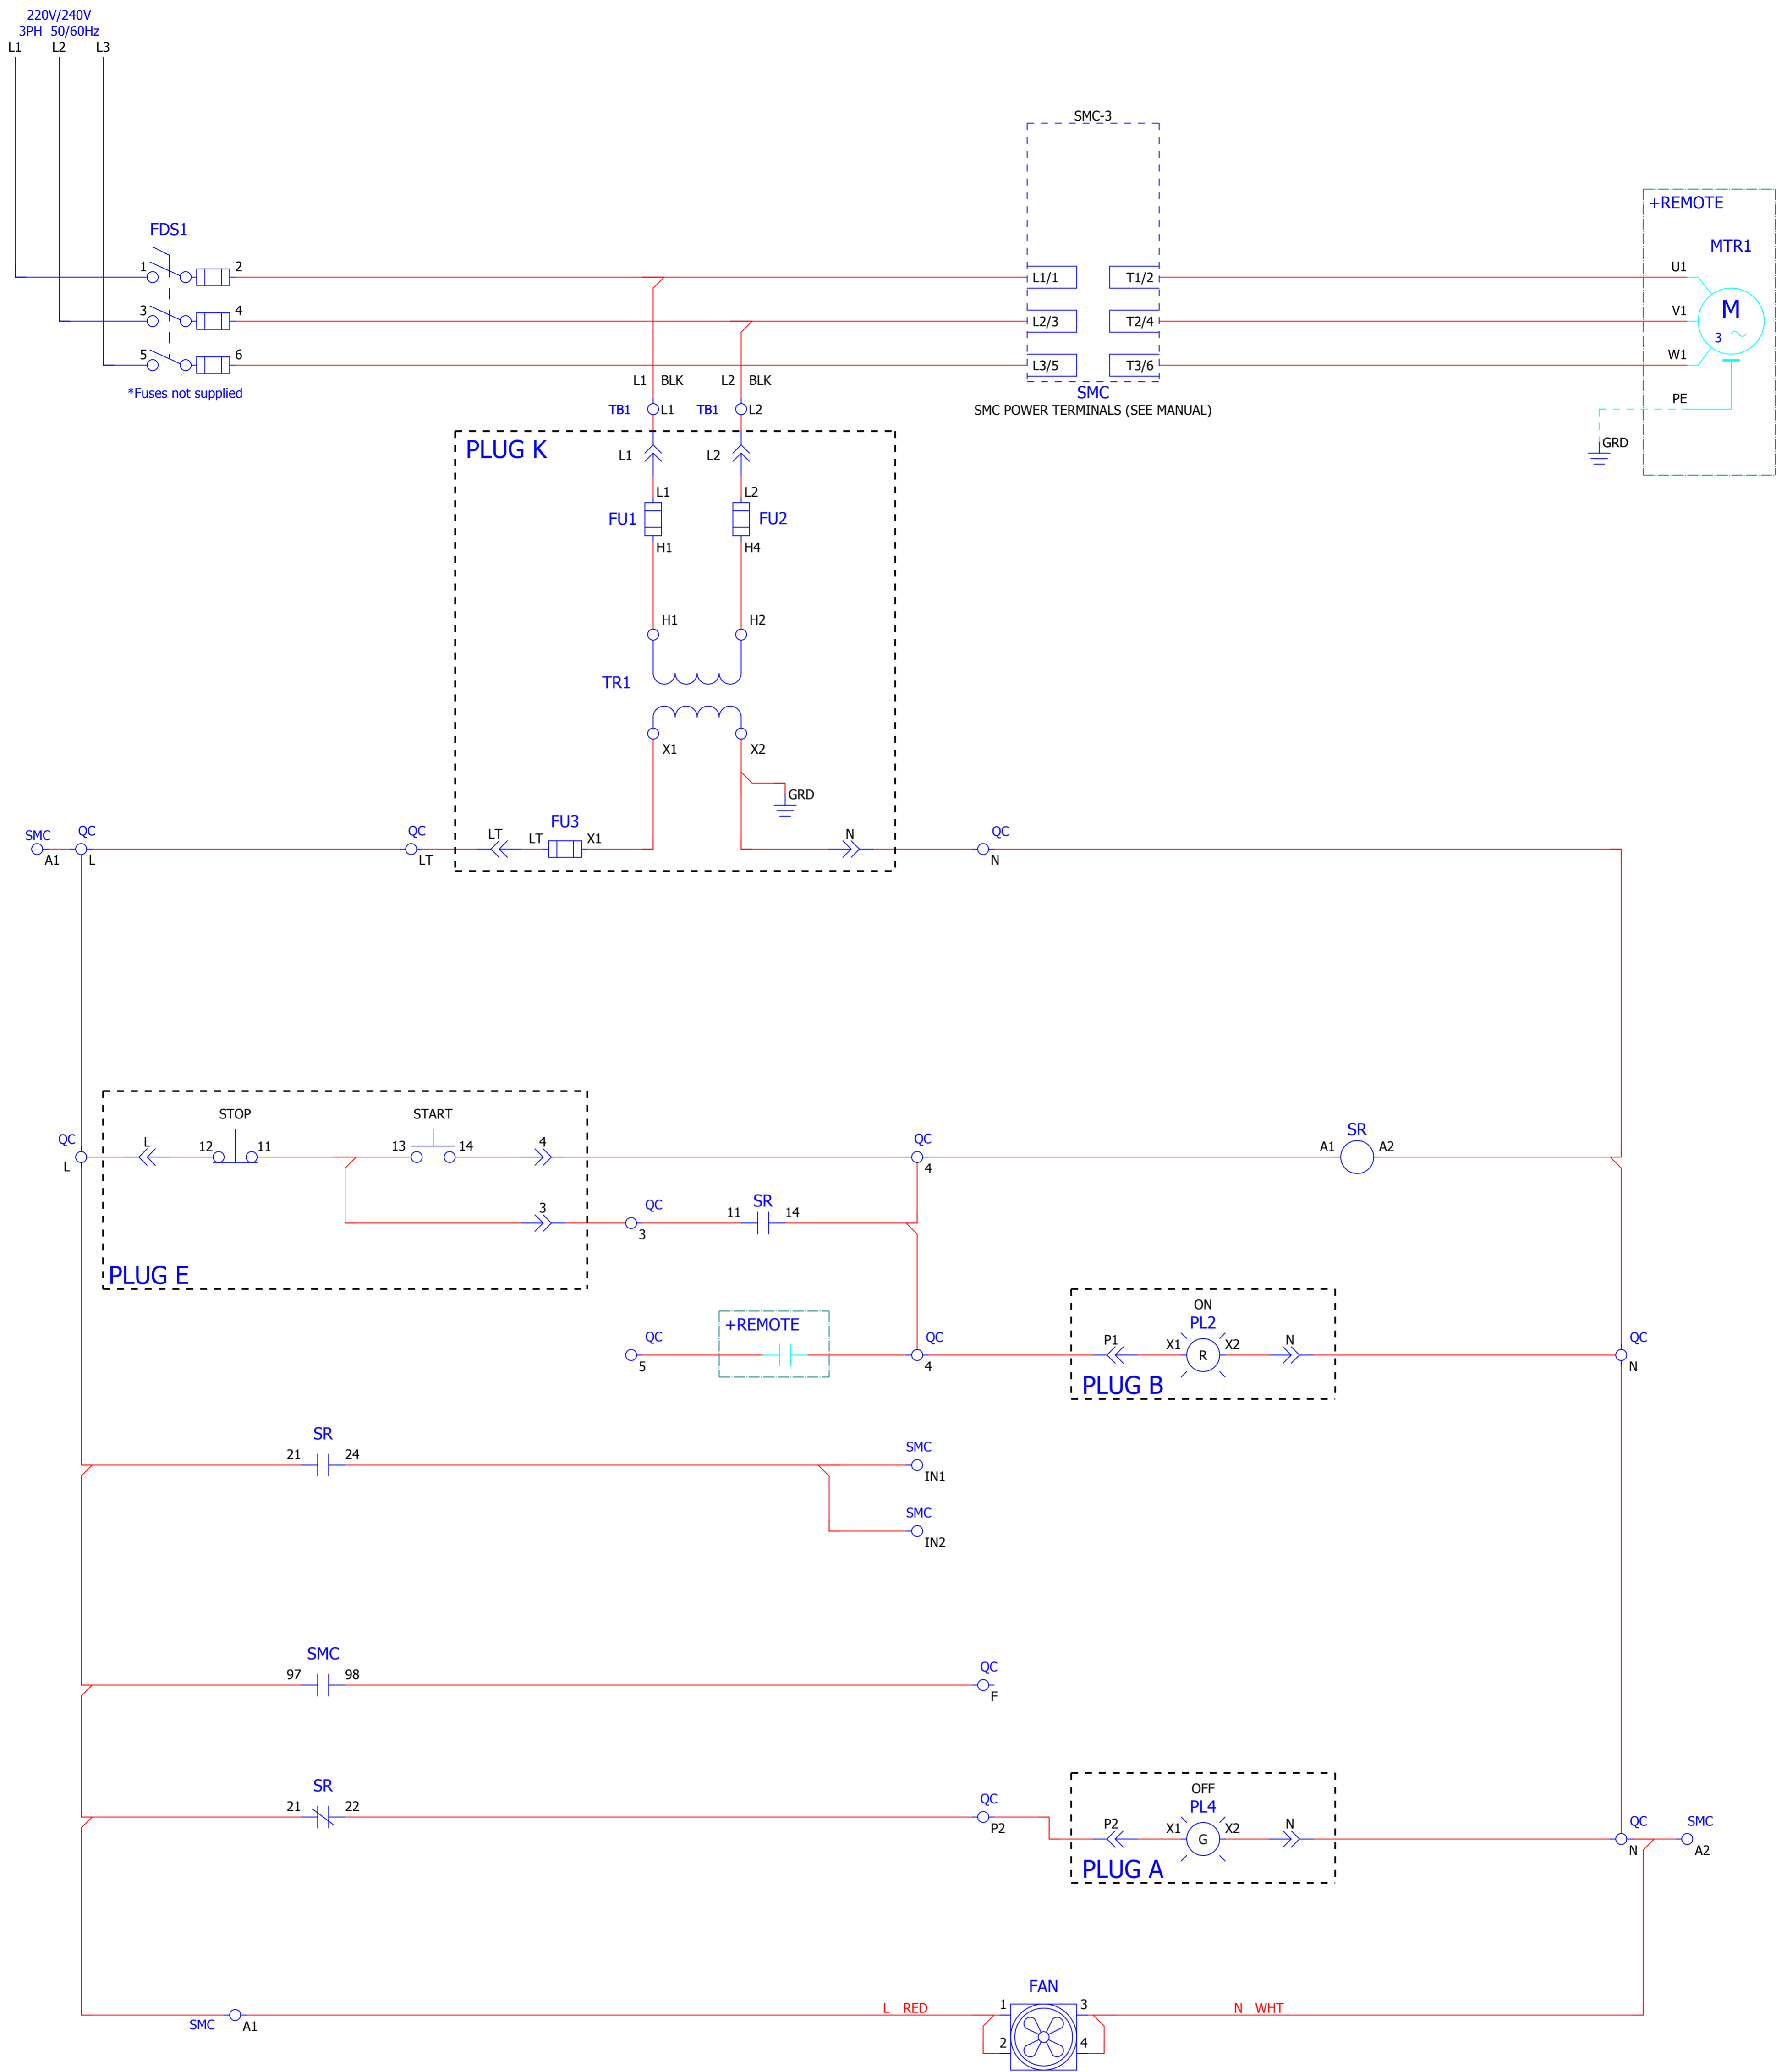 220V/240V
3PH 50/60Hz
L1 L2 L3
SMC-3
+REMOTE
MTR1
FDS1
1 2
L1/1 T1/2
U1
3 4
L2/3 T2/4
V1
M
3
5 6
L3/5 T3/6
W1
*Fuses not supplied
L1 BLK L2 BLK
SMC
SMC POWER TERMINALS (SEE MANUAL)
PE
GRD
TB1 L1 TB1 L2
PLUG K
L1 L2
L1 L2
FU1 FU2
H1 H4
H1 H2
TR1
X1 X2
GRD
SMC QC QC
A1 L LT
LT
FU3
LT X1
N
QC
N
STOP START
QC
L
L
12 11
13 14
4
QC
4
SR
A1 A2
3
QC
3
SR
11 14
PLUG E
QC
5
+REMOTE
QC
4
ON
PL2
P1
X1 R X2
N
PLUG B
QC
N
SR
21 24
SMC
IN1
SMC
IN2
SMC
97 98
QC
F
SR
21 22
QC
P2
OFF
PL4
P2
X1 G X2
N
PLUG A
QC
N
SMC
A2
SMC A1
L RED
FAN
1 3
2 4
N WHT